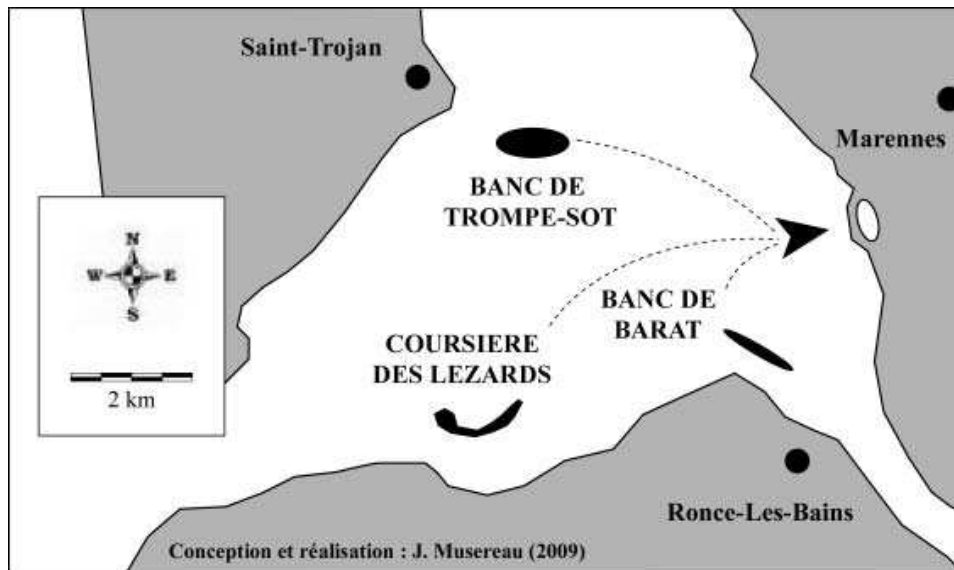 Saint-Trojan
Marennes
BANC DE
TROMPE-SOT
N
W E
S
BANC DE
BARAT
COURSIERE
DES LEZARDS
2 km
Ronce-Les-Bains
Conception et réalisation : J. Musereau (2009)